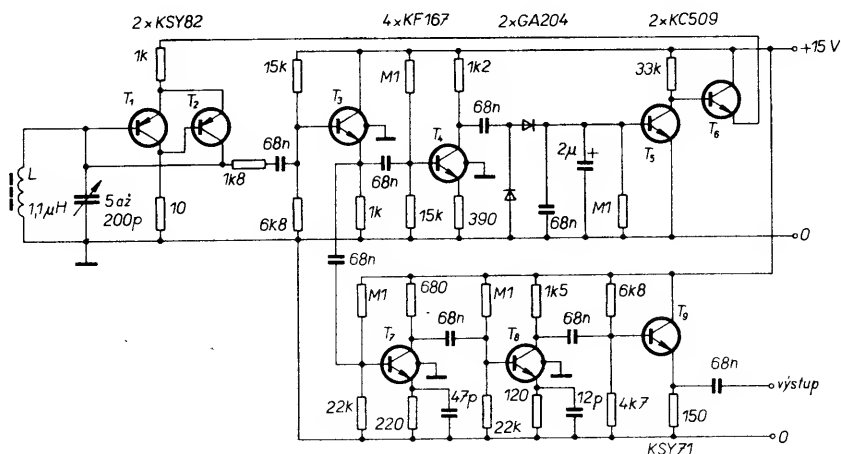 2×KSY82 4×KF167 2×GA204 2×KC509
+15 V
1k 15k M1 1k2 33k
T₁ T₂ T₃ T₄ 68n T₅ T₆
68n 68n 2μ +
L 1k8
1,1μH 5 až 200p 10 6k8 1k 15k 390 68n M1
0
68n
M1 680 M1 1k5 6k8
68n 68n T₉
T₇ T₈ 68n
výstup
22k 220 47p 22k 120 12p 4k7 150
0
KSY71